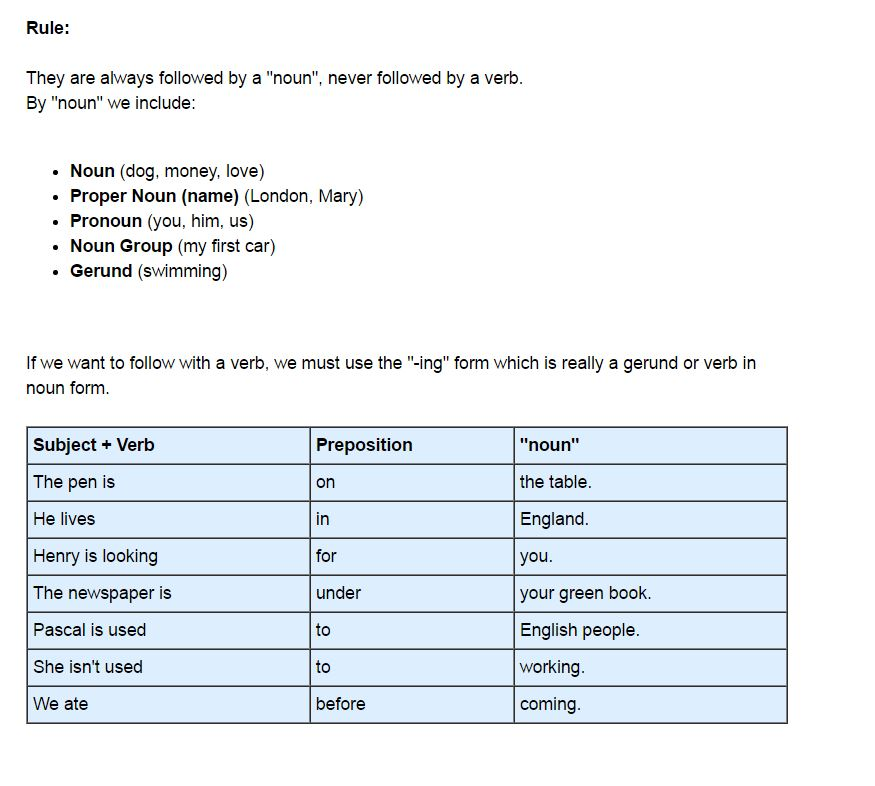 Rule:
They are always followed by a "noun", never followed by a verb.
By "noun" we include:
• Noun (dog, money, love)
• Proper Noun (name) (London, Mary)
• Pronoun (you, him, us)
• Noun Group (my first car)
• Gerund (swimming)
If we want to follow with a verb, we must use the "-ing" form which is really a gerund or verb in
noun form.
Subject + Verb Preposition "noun"
The pen is on the table.
He lives in England.
Henry is looking for you.
The newspaper is under your green book.
Pascal is used to English people.
She isn't used to working.
We ate before coming.